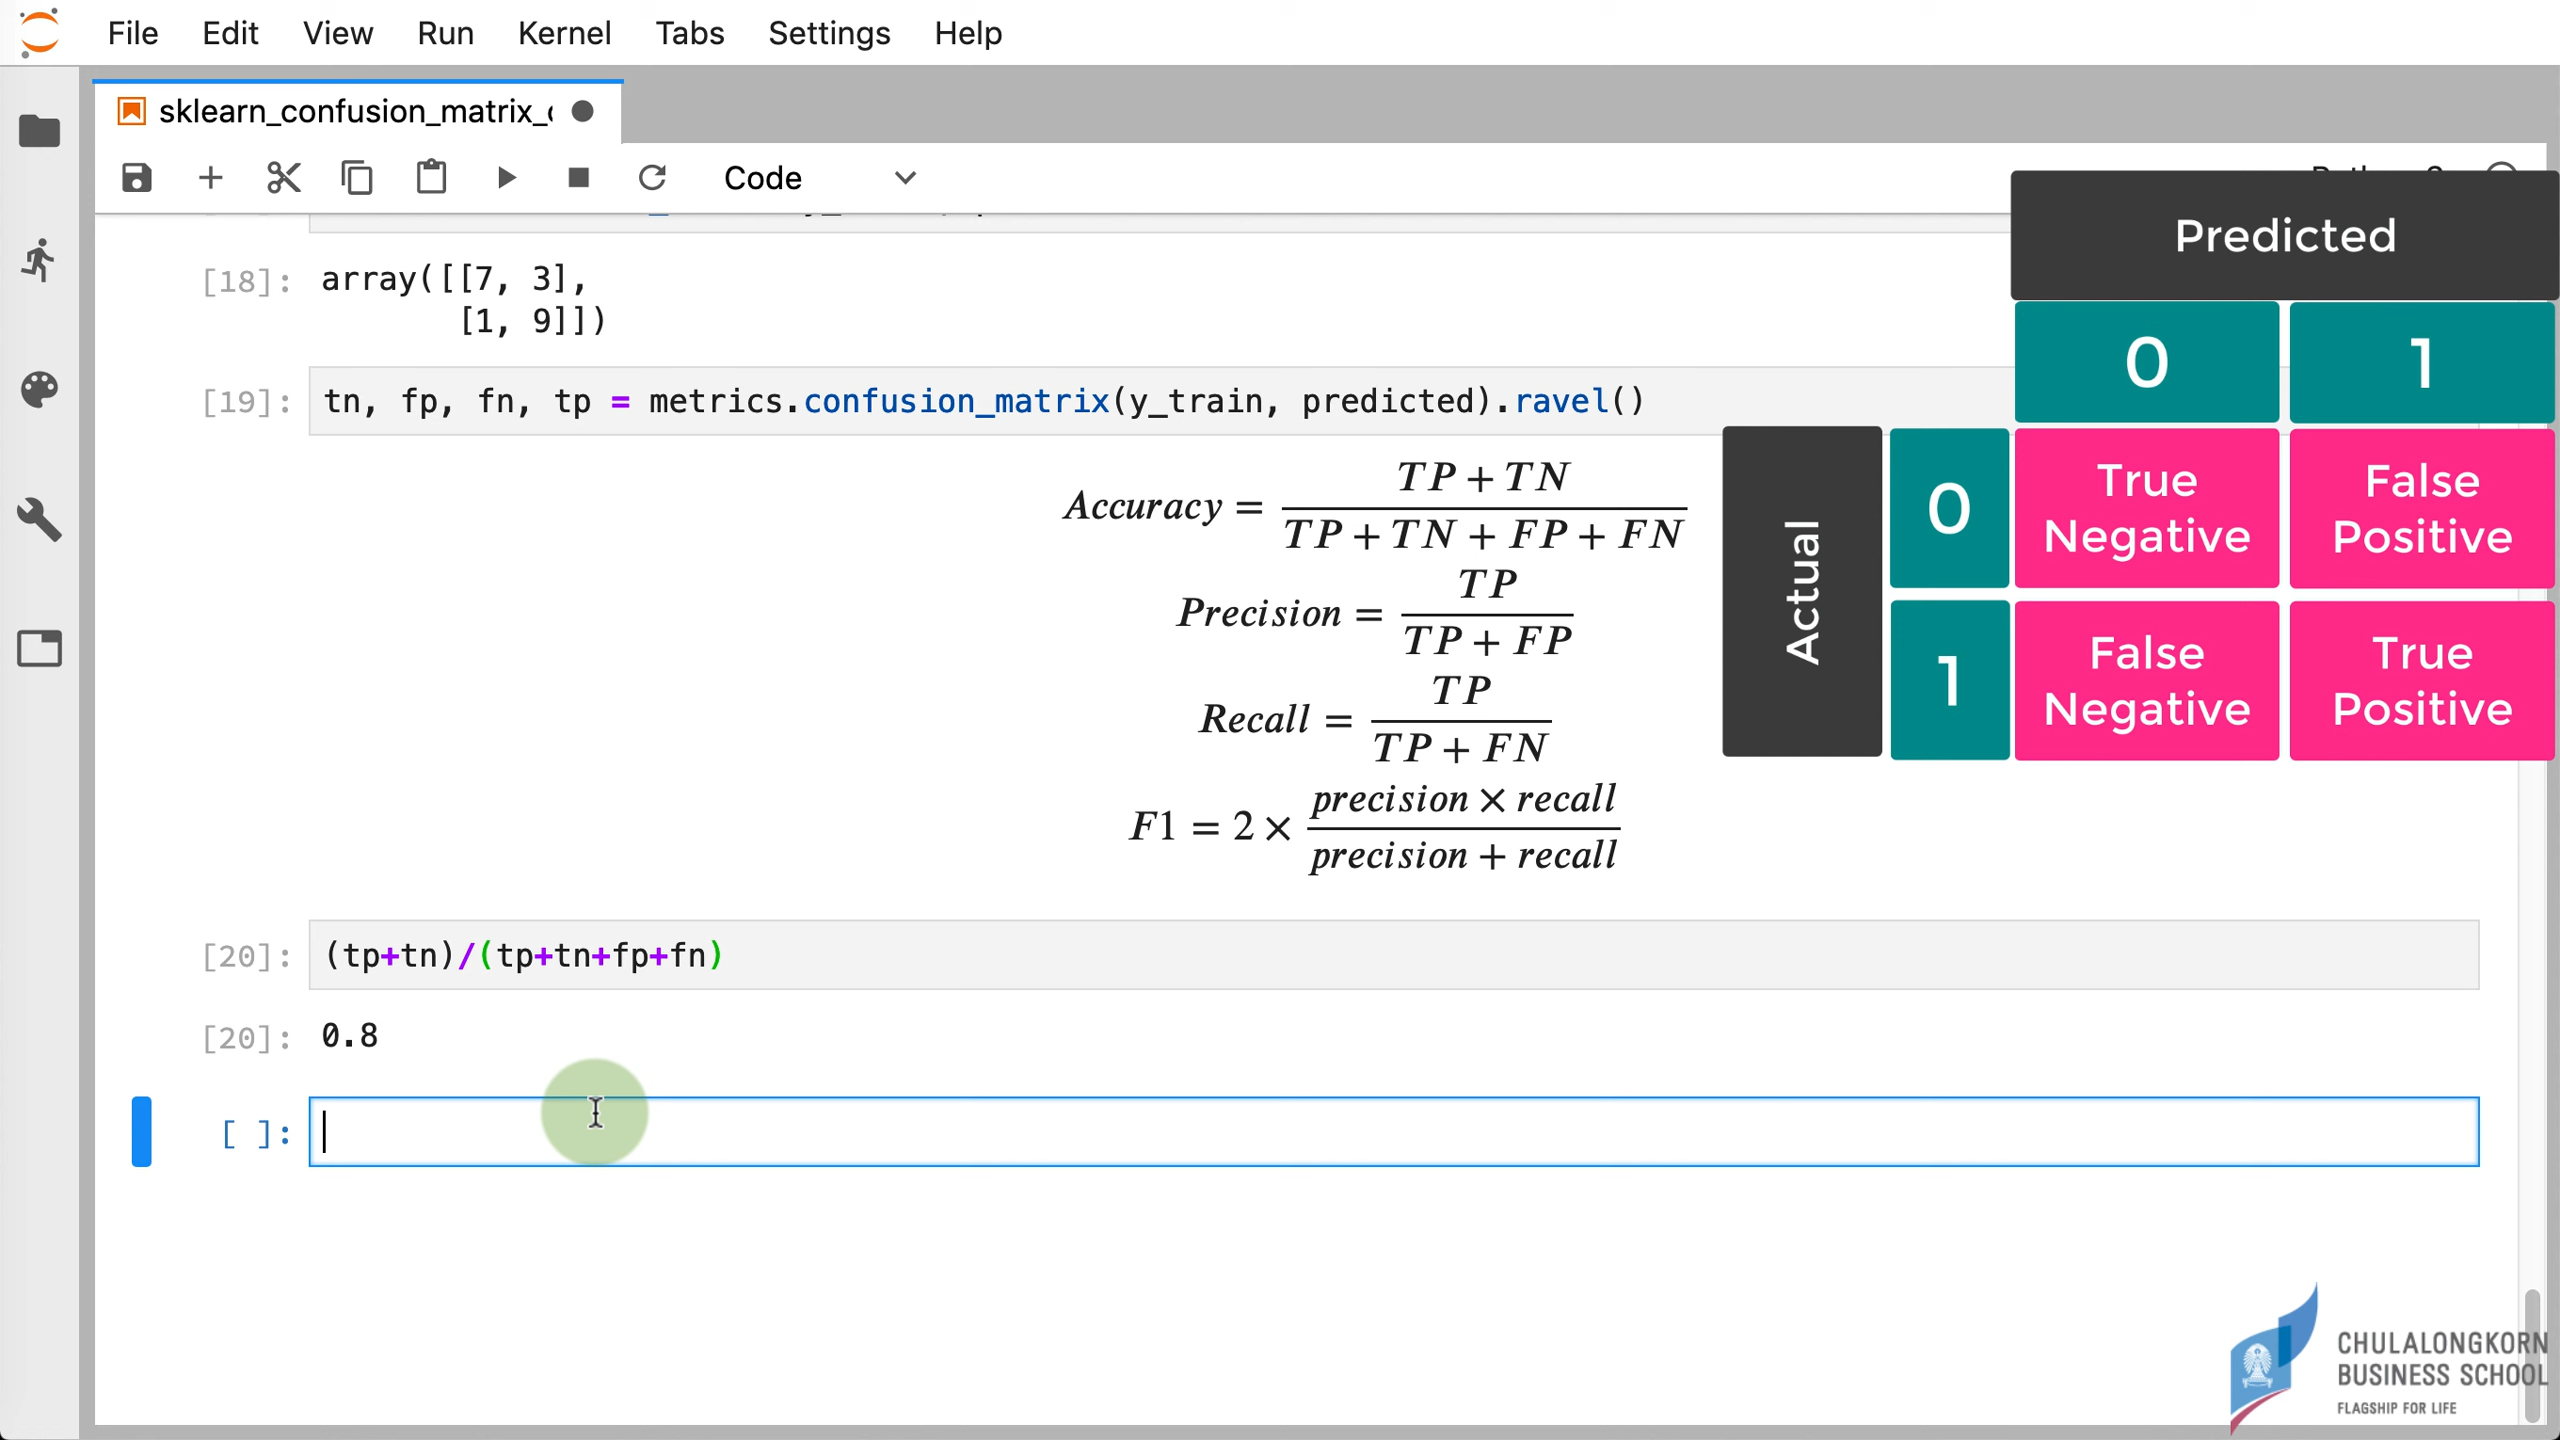 File Edit View Run Kernel Tabs Settings Help
sklearn_confusion_matrix_
Code
[18]: array([[7, 3],
[1, 9]])
[19]: tn, fp, fn, tp = metrics.confusion_matrix(y_train, predicted).ravel()
Accuracy = TP + TN
TP + TN + FP + FN
Precision = TP
TP + FP
Recall = TP
TP + FN
F1 = 2 × precision × recall
precision + recall
Predicted
0 1
Actual
0 True Negative False Positive
1 False Negative True Positive
[20]: (tp+tn)/(tp+tn+fp+fn)
[20]: 0.8
[ ]:
CHULALONGKORN
BUSINESS SCHOOL
FLAGSHIP FOR LIFE